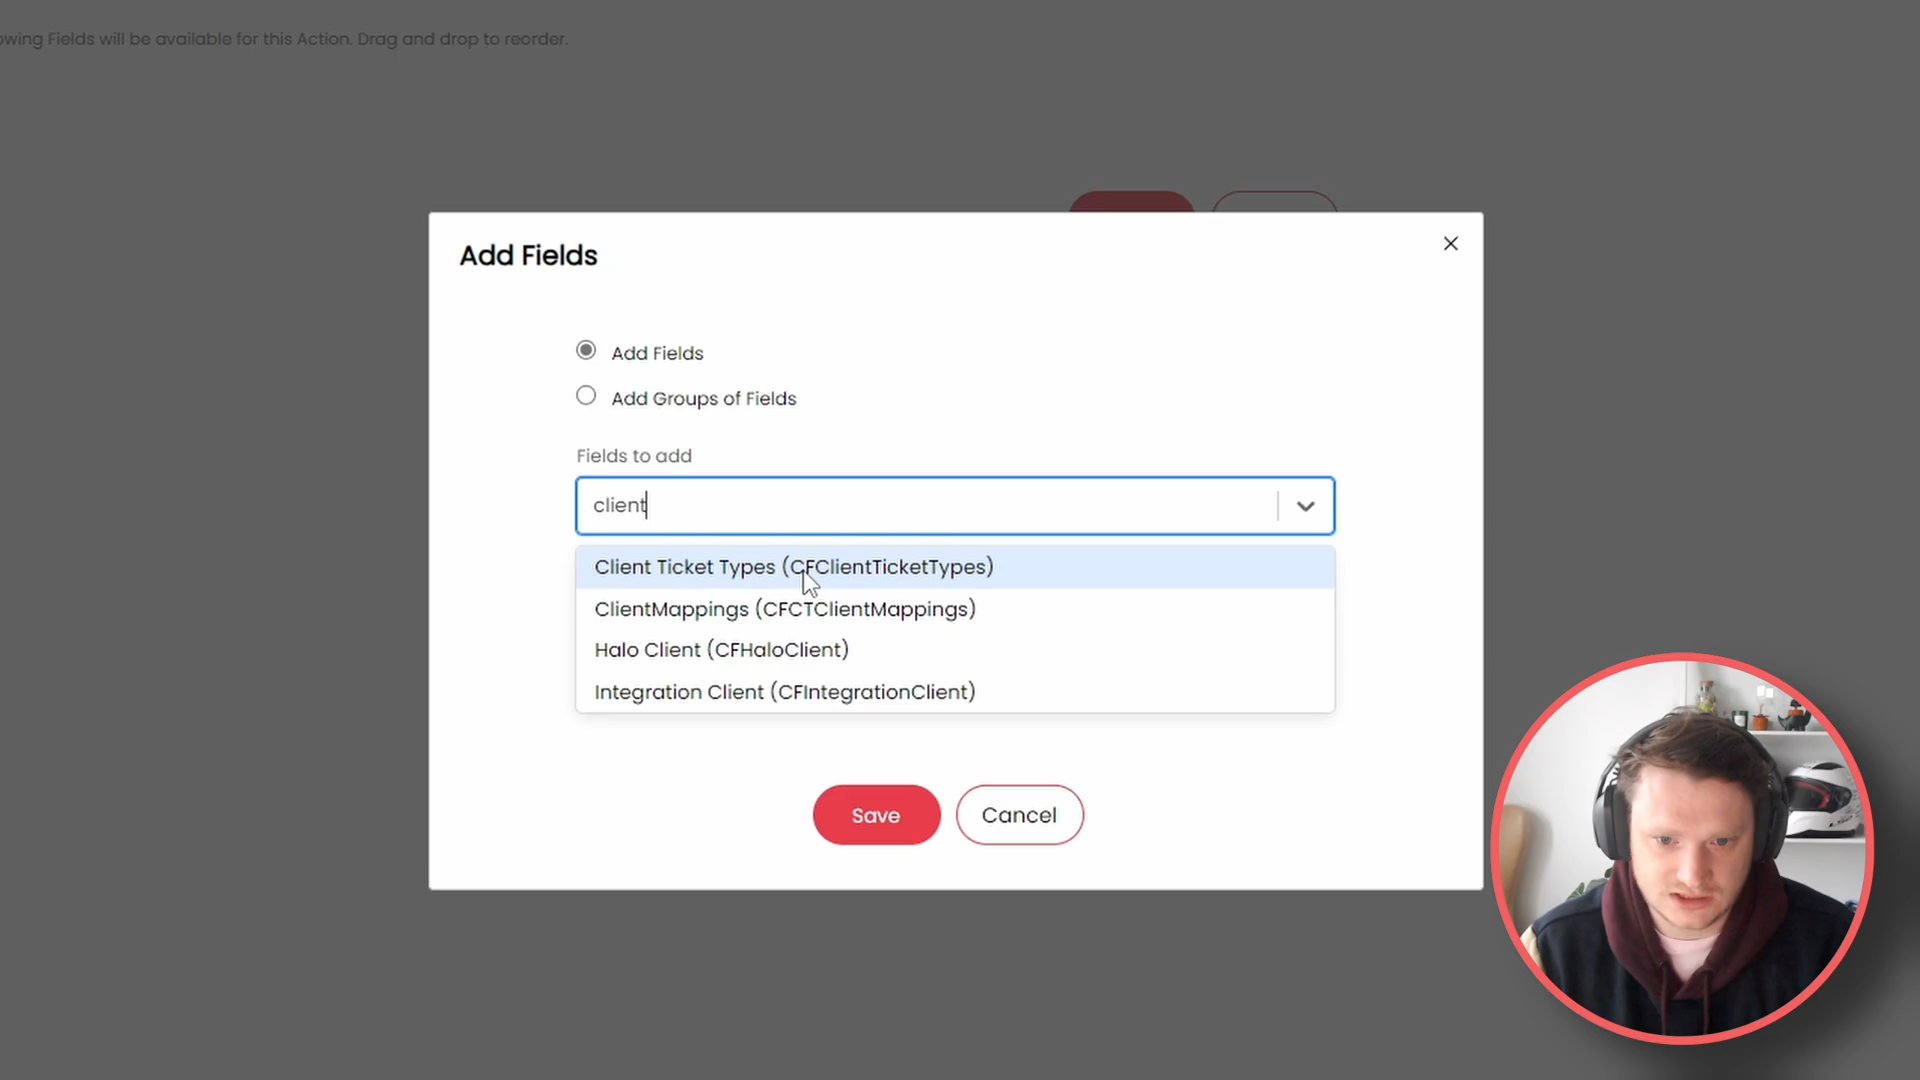 owing Fields will be available for this Action. Drag and drop to reorder.
Add Fields
Add Fields
Add Groups of Fields
Fields to add
client
Client Ticket Types (CFClientTicketTypes)
ClientMappings (CFCTClientMappings)
Halo Client (CFHaloClient)
Integration Client (CFIntegrationClient)
Save
Cancel